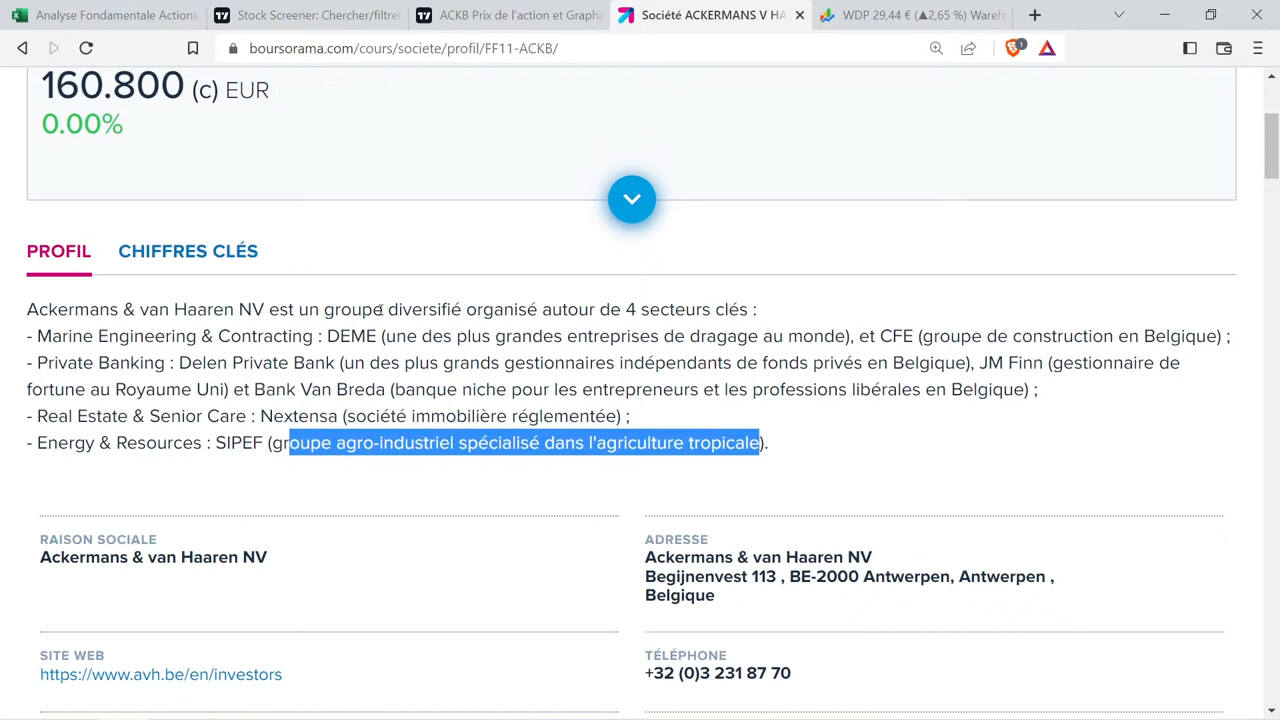 Analyse Fondamentale Actions
Stock Screener: Chercher/filtrer
ACKB Prix de l'action et Graphi
Société ACKERMANS V HA
WDP 29,44 € (▲2,65 %) Wareh
boursorama.com/cours/societe/profil/FF11-ACKB/
1
160.800 (c) EUR
0.00%
PROFIL CHIFFRES CLÉS
Ackermans & van Haaren NV est un groupe diversifié organisé autour de 4 secteurs clés :
- Marine Engineering & Contracting : DEME (une des plus grandes entreprises de dragage au monde), et CFE (groupe de construction en Belgique) ;
- Private Banking : Delen Private Bank (un des plus grands gestionnaires indépendants de fonds privés en Belgique), JM Finn (gestionnaire de
fortune au Royaume Uni) et Bank Van Breda (banque niche pour les entrepreneurs et les professions libérales en Belgique) ;
- Real Estate & Senior Care : Nextensa (société immobilière réglementée) ;
- Energy & Resources : SIPEF (groupe agro-industriel spécialisé dans l'agriculture tropicale).
RAISON SOCIALE
Ackermans & van Haaren NV
ADRESSE
Ackermans & van Haaren NV
Begijnenvest 113 , BE-2000 Antwerpen, Antwerpen ,
Belgique
SITE WEB
https://www.avh.be/en/investors
TÉLÉPHONE
+32 (0)3 231 87 70